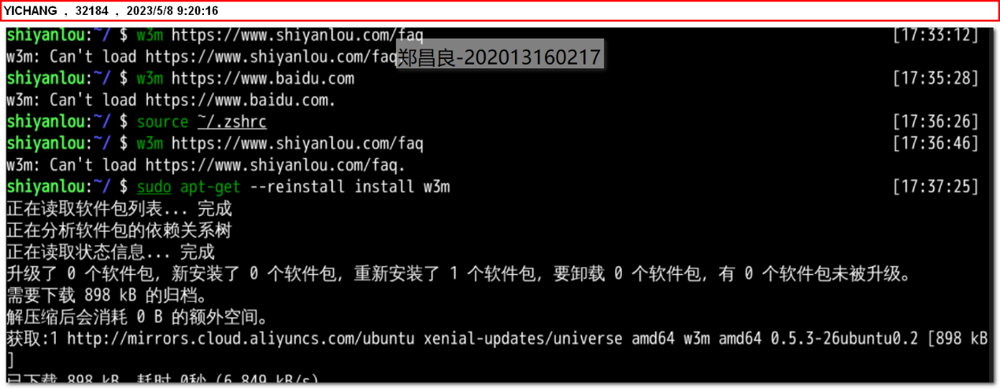 YICHANG , 32184 , 2023/5/8 9:20:16
shiyanlou:~/ $ w3m https://www.shiyanlou.com/faq [17:33:12]
w3m: Can't load https://www.shiyanlou.com/faq.
郑昌良-202013160217
shiyanlou:~/ $ w3m https://www.baidu.com [17:35:28]
w3m: Can't load https://www.baidu.com.
shiyanlou:~/ $ source ~/.zshrc [17:36:26]
shiyanlou:~/ $ w3m https://www.shiyanlou.com/faq [17:36:46]
w3m: Can't load https://www.shiyanlou.com/faq.
shiyanlou:~/ $ sudo apt-get --reinstall install w3m [17:37:25]
正在读取软件包列表... 完成
正在分析软件包的依赖关系树
正在读取状态信息... 完成
升级了 0 个软件包，新安装了 0 个软件包，重新安装了 1 个软件包，要卸载 0 个软件包，有 0 个软件包未被升级。
需要下载 898 kB 的归档。
解压缩后会消耗 0 B 的额外空间。
获取:1 http://mirrors.cloud.aliyuncs.com/ubuntu xenial-updates/universe amd64 w3m amd64 0.5.3-26ubuntu0.2 [898 kB
]
已下载 898 kB，耗时 0秒 (6,849 kB/s)